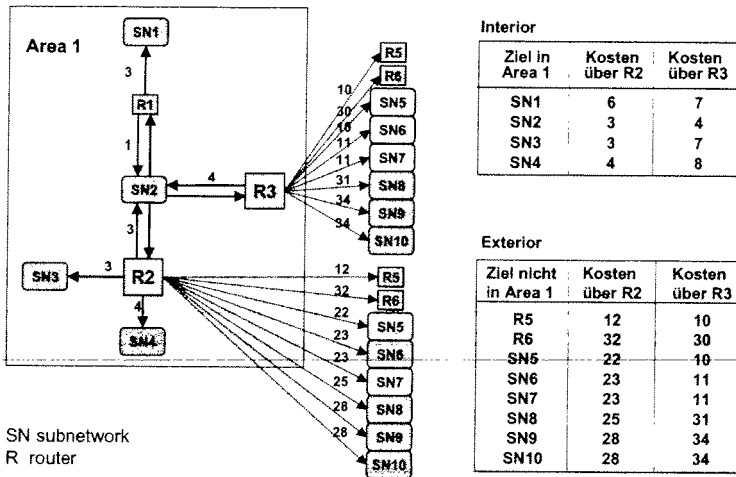 Area 1
SN1
3
R1
1
SN2
4
R3
3
SN3
3
R2
4
SN4
R5
R6
SN5
SN6
SN7
SN8
SN9
SN10
10
30
11
11
31
34
34
R5
R6
SN5
SN6
SN7
SN8
SN9
SN10
12
32
22
23
23
25
28
28
SN subnetwork
R router
Interior
Ziel in Area 1 Kosten über R2 Kosten über R3
SN1 6 7
SN2 3 4
SN3 3 7
SN4 4 8
Exterior
Ziel nicht in Area 1 Kosten über R2 Kosten über R3
R5 12 10
R6 32 30
SN5 22 10
SN6 23 11
SN7 23 11
SN8 25 31
SN9 28 34
SN10 28 34